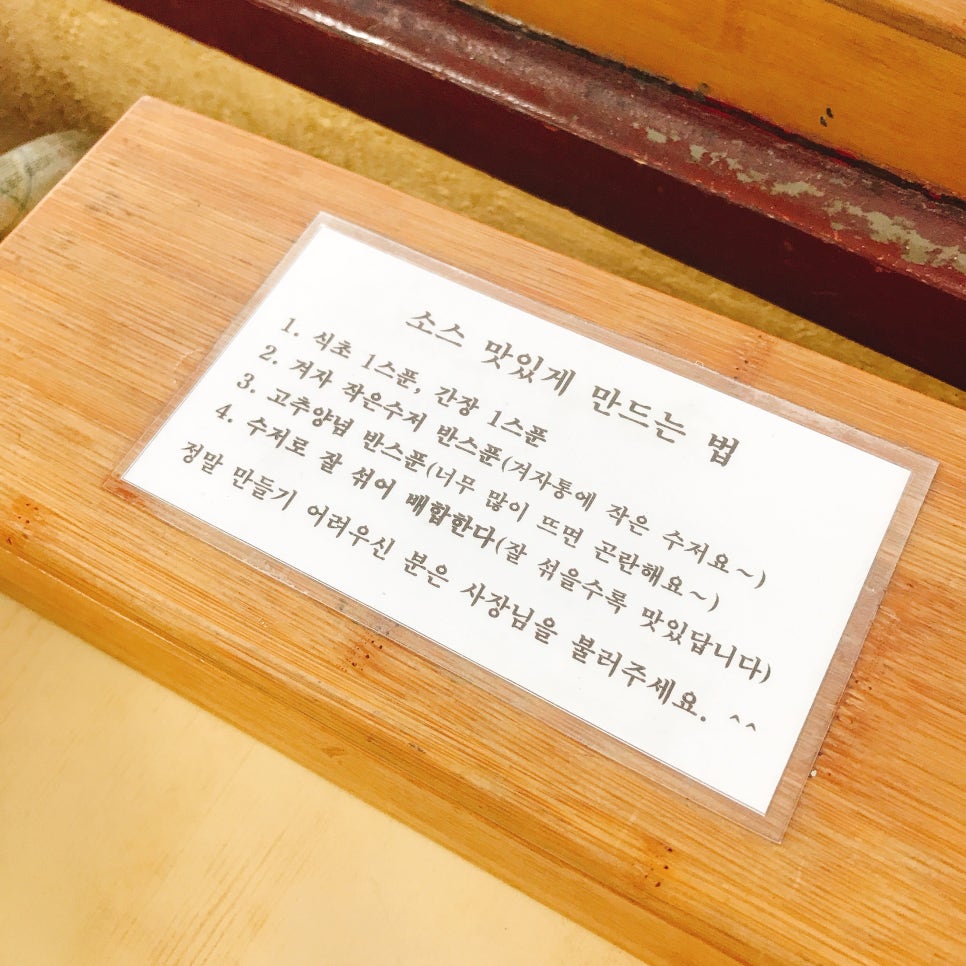 소스 맛있게 만드는 법
1. 식초 1스푼, 간장 1스푼
2. 겨자 작은수저 반스푼(겨자통에 작은 수저요~)
3. 고추양념 반스푼(너무 많이 뜨면 곤란해요~)
4. 수저로 잘 섞어 배합한다(잘 섞을수록 맛있답니다)
정말 만들기 어려우신 분은 사장님을 불러주세요. ^^